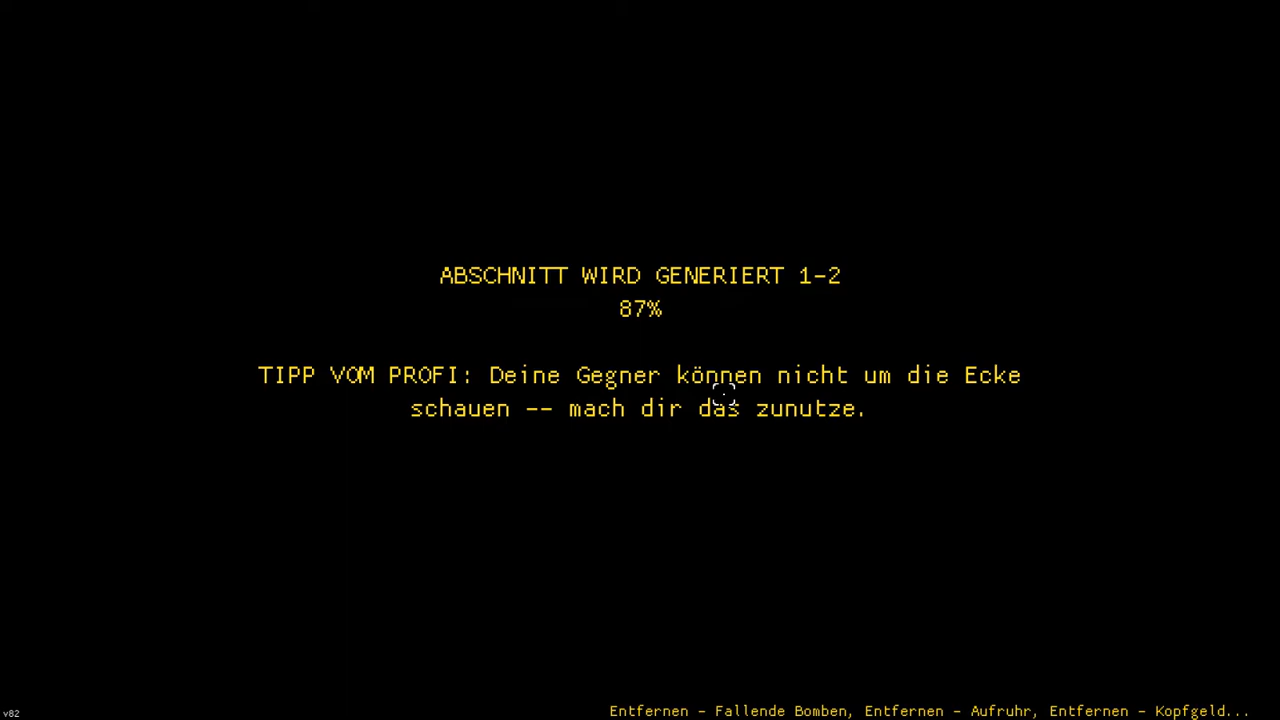 ABSCHNITT WIRD GENERIERT 1-2
87%
TIPP VOM PROFI: Deine Gegner können nicht um die Ecke
schauen -- mach dir das zunutze.
v82
Entfernen - Fallende Bomben, Entfernen - Aufruhr, Entfernen - Kopfgeld...